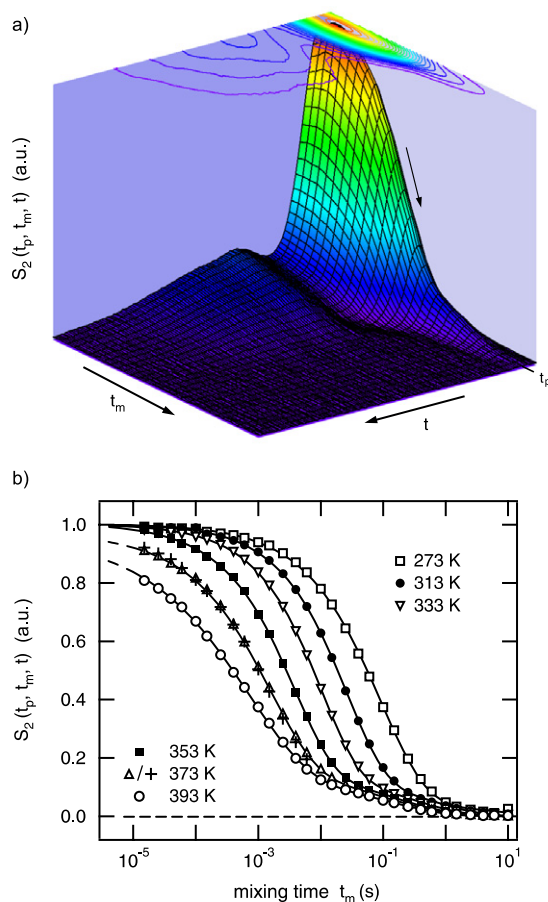 a)
S2 (tp, tm, t) (a.u.)
tm
t
tp
b)
S2 (tp, tm, t) (a.u.)
1.0
0.8
0.6
0.4
0.2
0.0
273 K
313 K
333 K
353 K
/+ 373 K
393 K
10-5
10-3
10-1
101
mixing time tm (s)